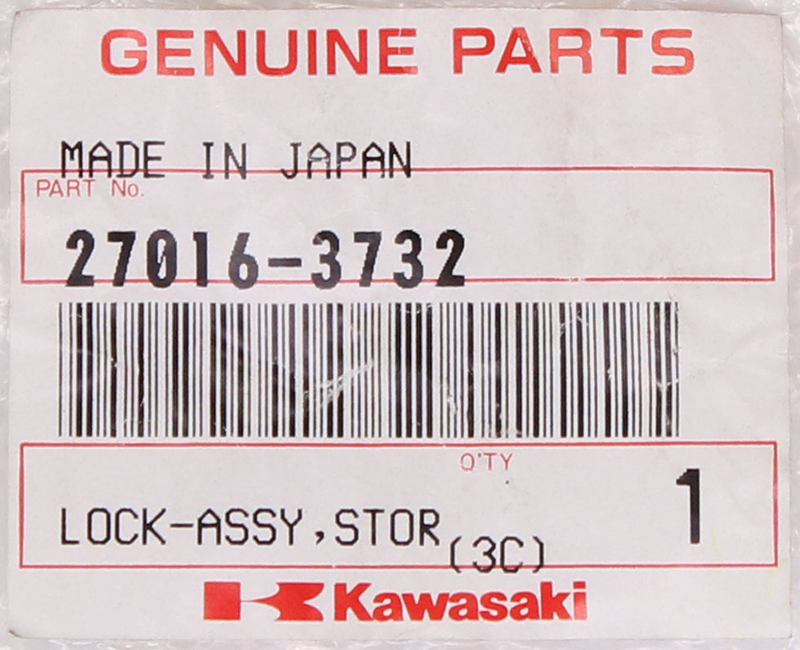 GENUINE PARTS
MADE IN JAPAN
PART No.
27016-3732
Q'TY
1
LOCK-ASSY,STOR
(3C)
Kawasaki